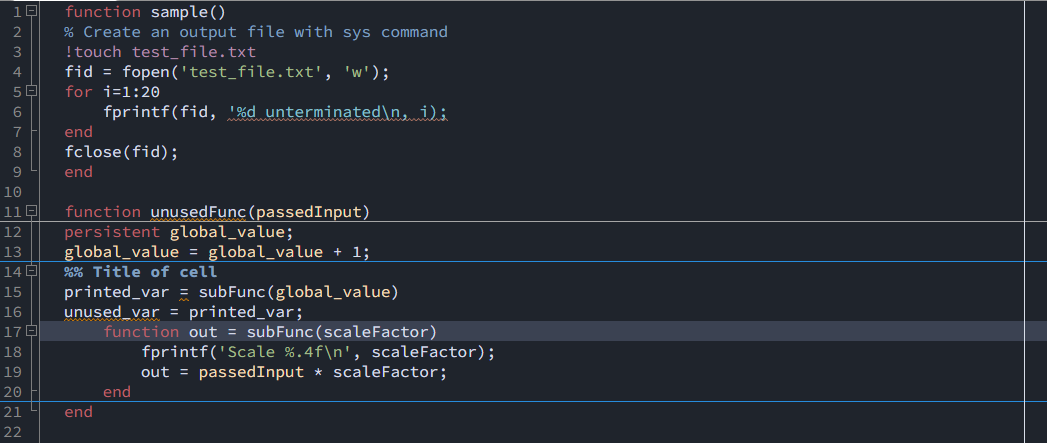 1 function sample()
2 % Create an output file with sys command
3 !touch test_file.txt
4 fid = fopen('test_file.txt', 'w');
5 for i=1:20
6     fprintf(fid, '%d unterminated\n, i);
7 end
8 fclose(fid);
9 end
10
11 function unusedFunc(passedInput)
12 persistent global_value;
13 global_value = global_value + 1;
14 %% Title of cell
15 printed_var = subFunc(global_value)
16 unused_var = printed_var;
17     function out = subFunc(scaleFactor)
18         fprintf('Scale %.4f\n', scaleFactor);
19         out = passedInput * scaleFactor;
20     end
21 end
22